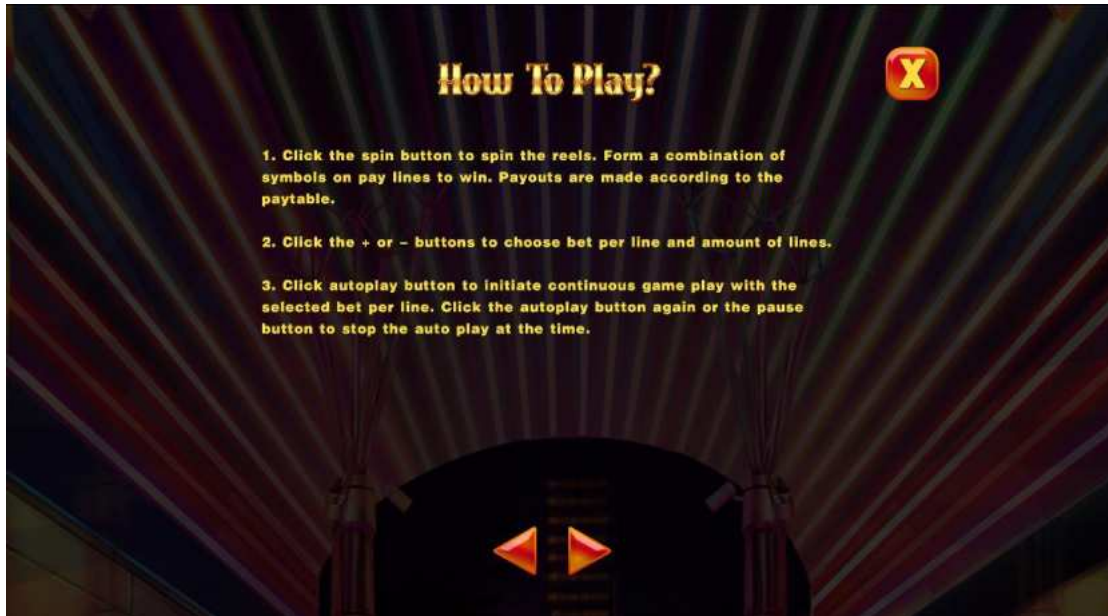 How To Play?
X
1. Click the spin button to spin the reels. Form a combination of
symbols on pay lines to win. Payouts are made according to the
paytable.
2. Click the + or – buttons to choose bet per line and amount of lines.
3. Click autoplay button to initiate continuous game play with the
selected bet per line. Click the autoplay button again or the pause
button to stop the auto play at the time.